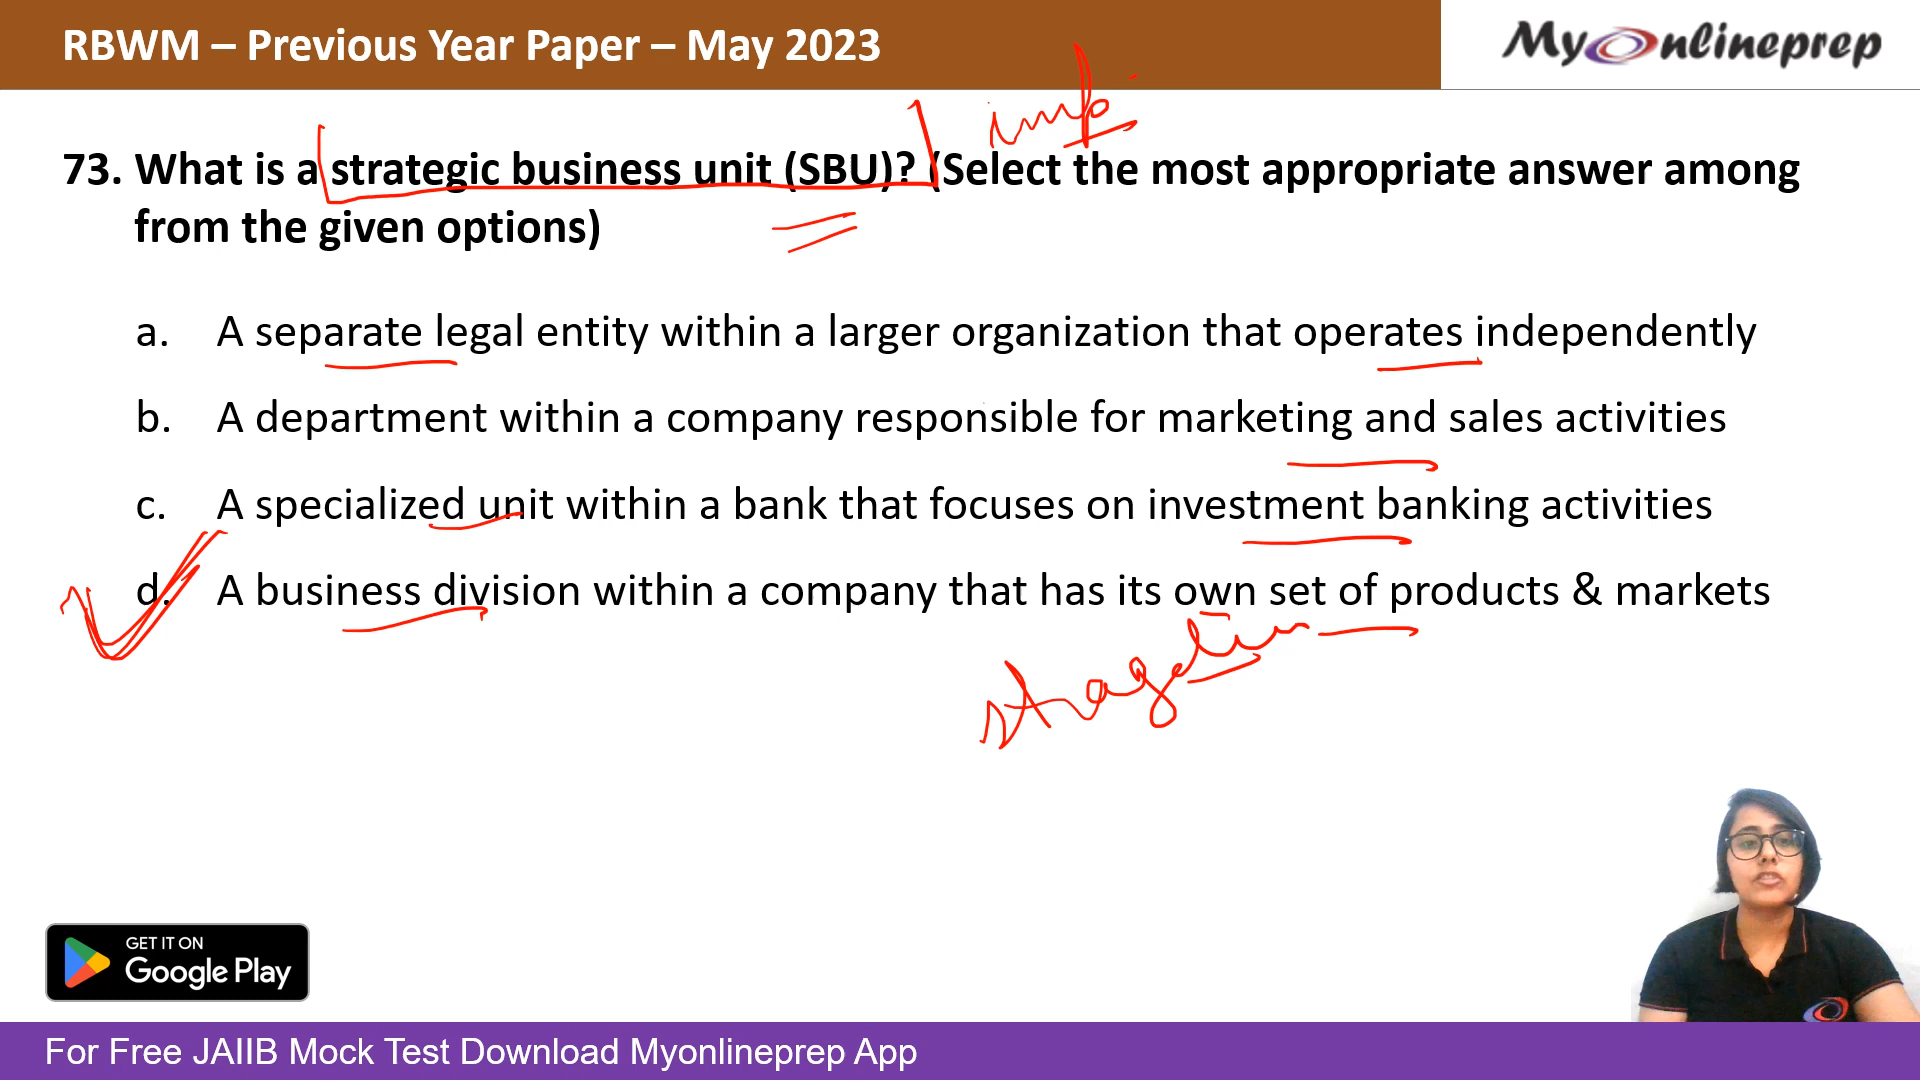 RBWM – Previous Year Paper – May 2023
MyOnlineprep
imp
73. What is a strategic business unit (SBU)? (Select the most appropriate answer among
from the given options)
a. A separate legal entity within a larger organization that operates independently
b. A department within a company responsible for marketing and sales activities
c. A specialized unit within a bank that focuses on investment banking activities
d. A business division within a company that has its own set of products & markets
GET IT ON
Google Play
For Free JAIIB Mock Test Download Myonlineprep App